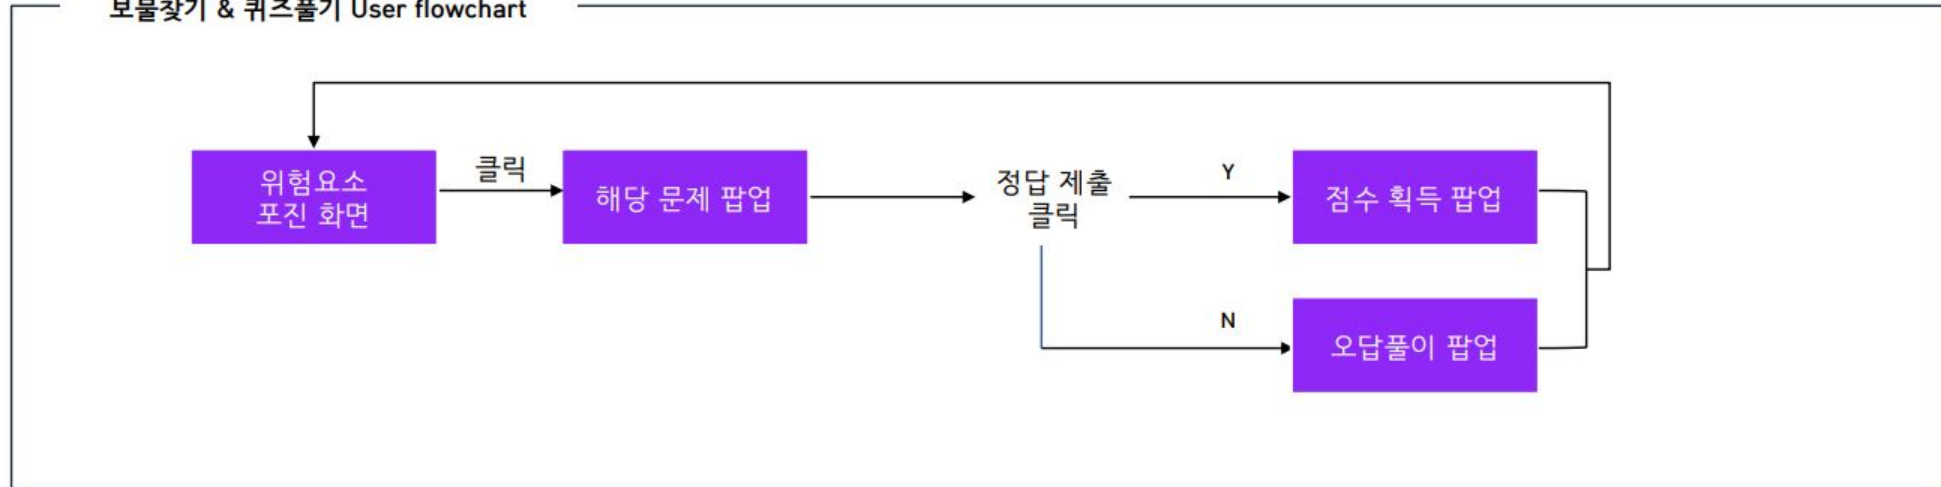 보물찾기 & 퀴즈풀기 User flowchart
위험요소
포진 화면
클릭
해당 문제 팝업
정답 제출
클릭
Y
점수 획득 팝업
N
오답풀이 팝업